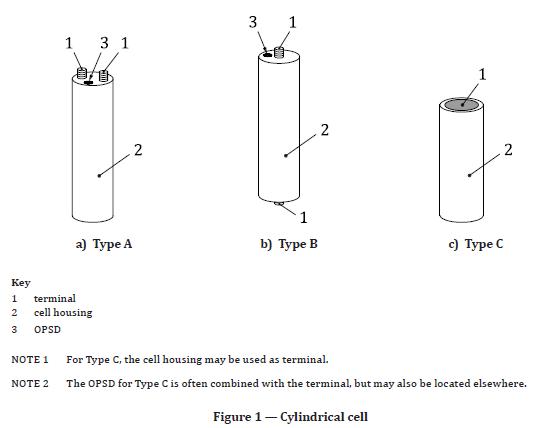 3 1
1 3 1
1
2
2
2
1
a) Type A b) Type B c) Type C
Key
1 terminal
2 cell housing
3 OPSD
NOTE 1 For Type C, the cell housing may be used as terminal.
NOTE 2 The OPSD for Type C is often combined with the terminal, but may also be located elsewhere.
Figure 1 — Cylindrical cell